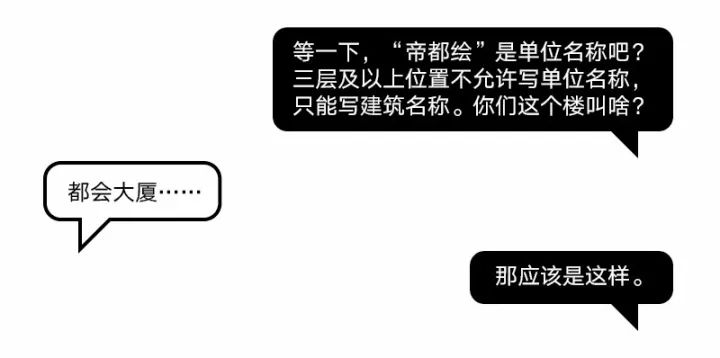 等一下，“帝都绘”是单位名称吧？
三层及以上位置不允许写单位名称，
只能写建筑名称。你们这个楼叫啥？
都会大厦……
那应该是这样。